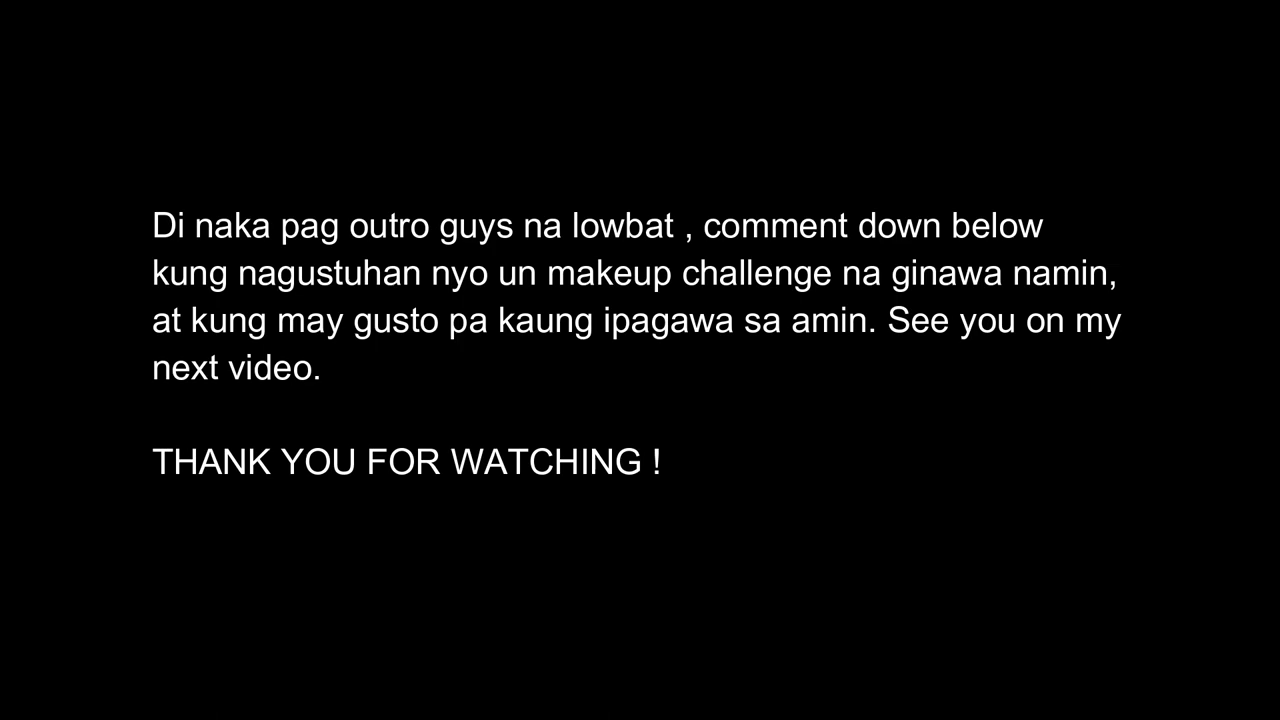 Di naka pag outro guys na lowbat , comment down below
kung nagustuhan nyo un makeup challenge na ginawa namin,
at kung may gusto pa kaung ipagawa sa amin. See you on my
next video.
THANK YOU FOR WATCHING !